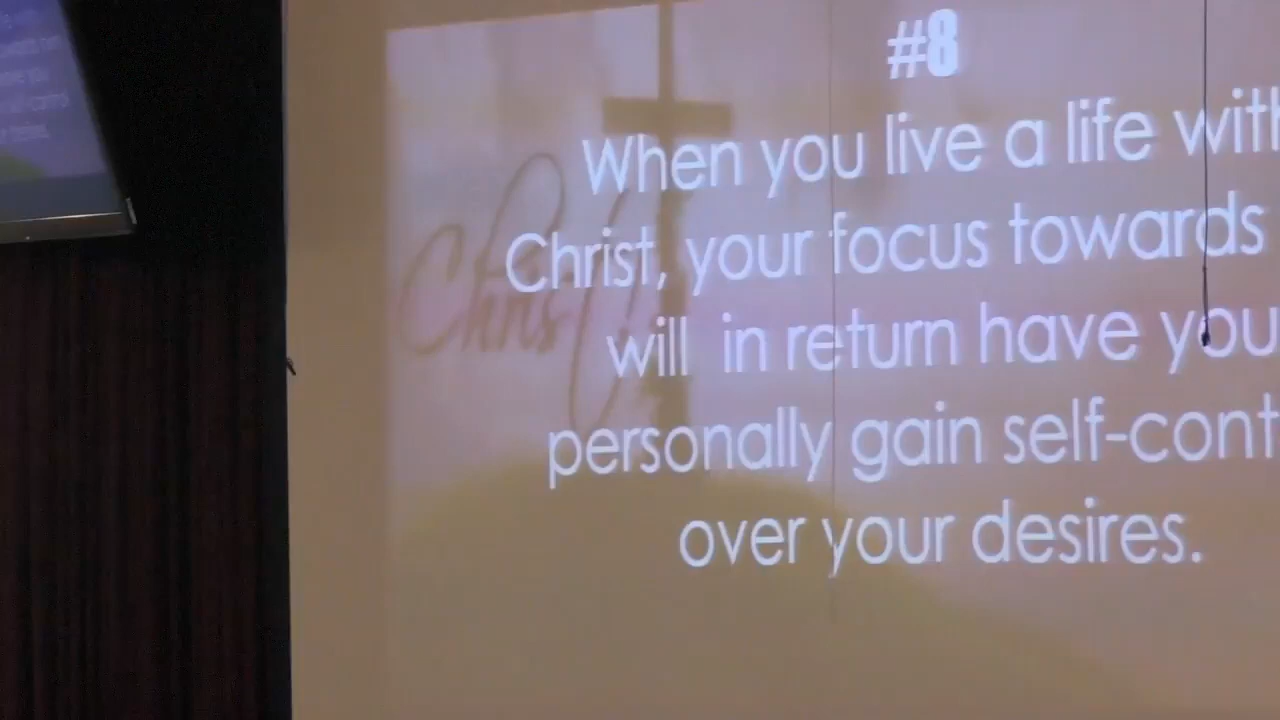 #8
When you live a life with
Christ, your focus towards
will in return have you
personally gain self-cont
over your desires.
Christ!